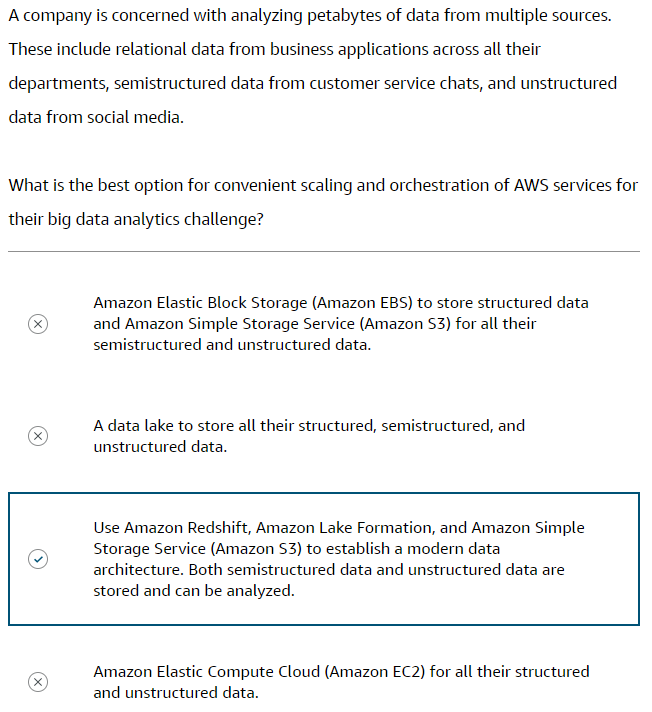 A company is concerned with analyzing petabytes of data from multiple sources.
These include relational data from business applications across all their
departments, semistructured data from customer service chats, and unstructured
data from social media.
What is the best option for convenient scaling and orchestration of AWS services for
their big data analytics challenge?
Amazon Elastic Block Storage (Amazon EBS) to store structured data
and Amazon Simple Storage Service (Amazon S3) for all their
semistructured and unstructured data.
A data lake to store all their structured, semistructured, and
unstructured data.
Use Amazon Redshift, Amazon Lake Formation, and Amazon Simple
Storage Service (Amazon S3) to establish a modern data
architecture. Both semistructured data and unstructured data are
stored and can be analyzed.
Amazon Elastic Compute Cloud (Amazon EC2) for all their structured
and unstructured data.